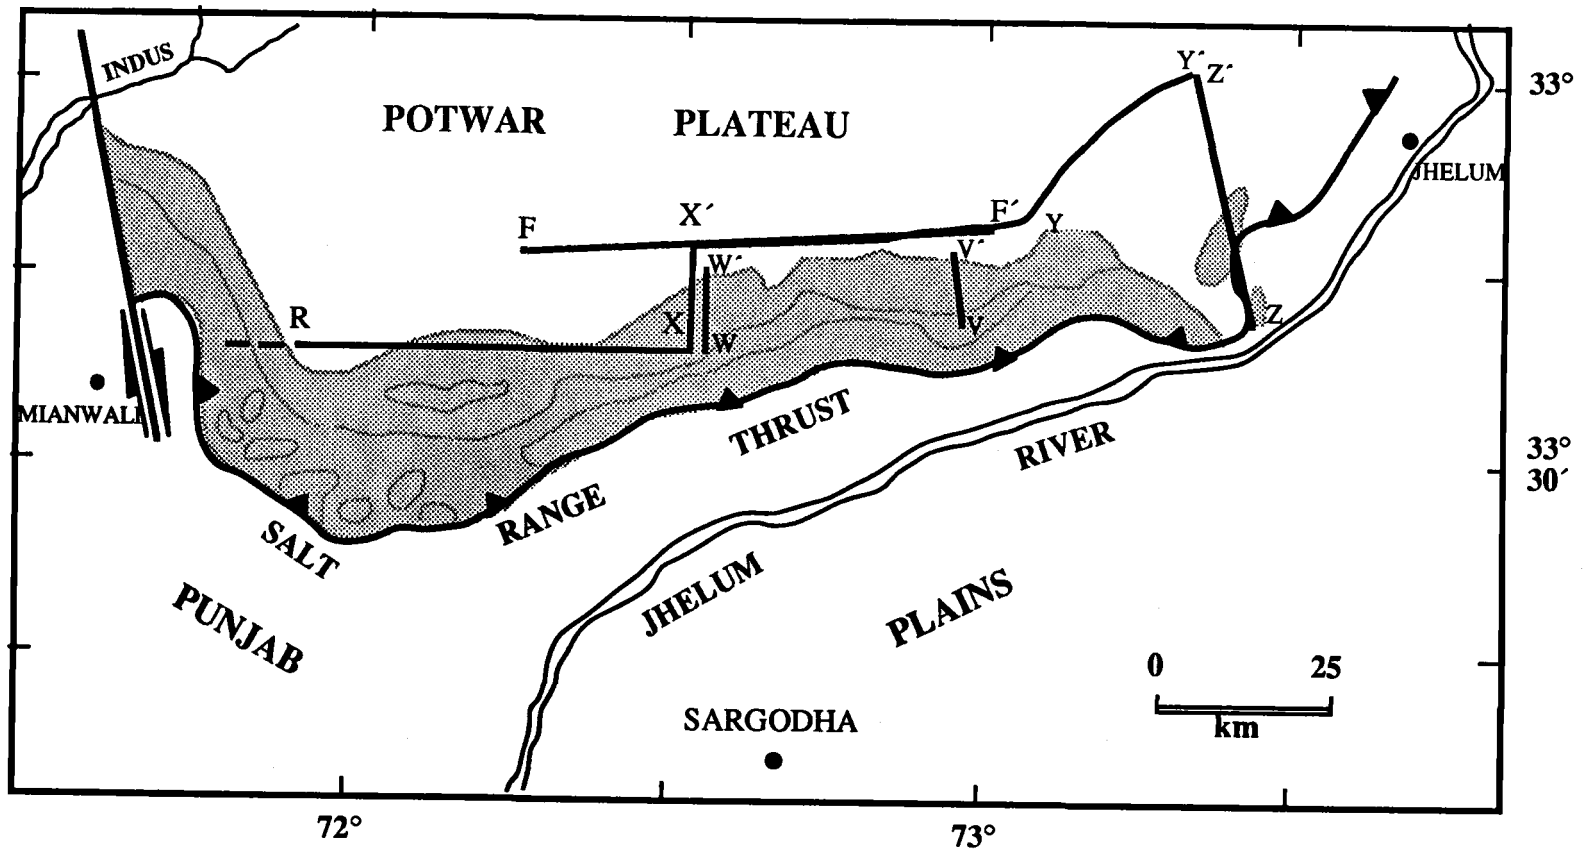 INDUS
Y´
Z´
33°
POTWAR PLATEAU
JHELUM
X´
F
F´
Y
W´
V´
R
X
V
Z
W
MIANWALI
THRUST
RIVER
33°
30´
RANGE
SALT
JHELUM
PLAINS
PUNJAB
0 25
km
SARGODHA
72° 73°